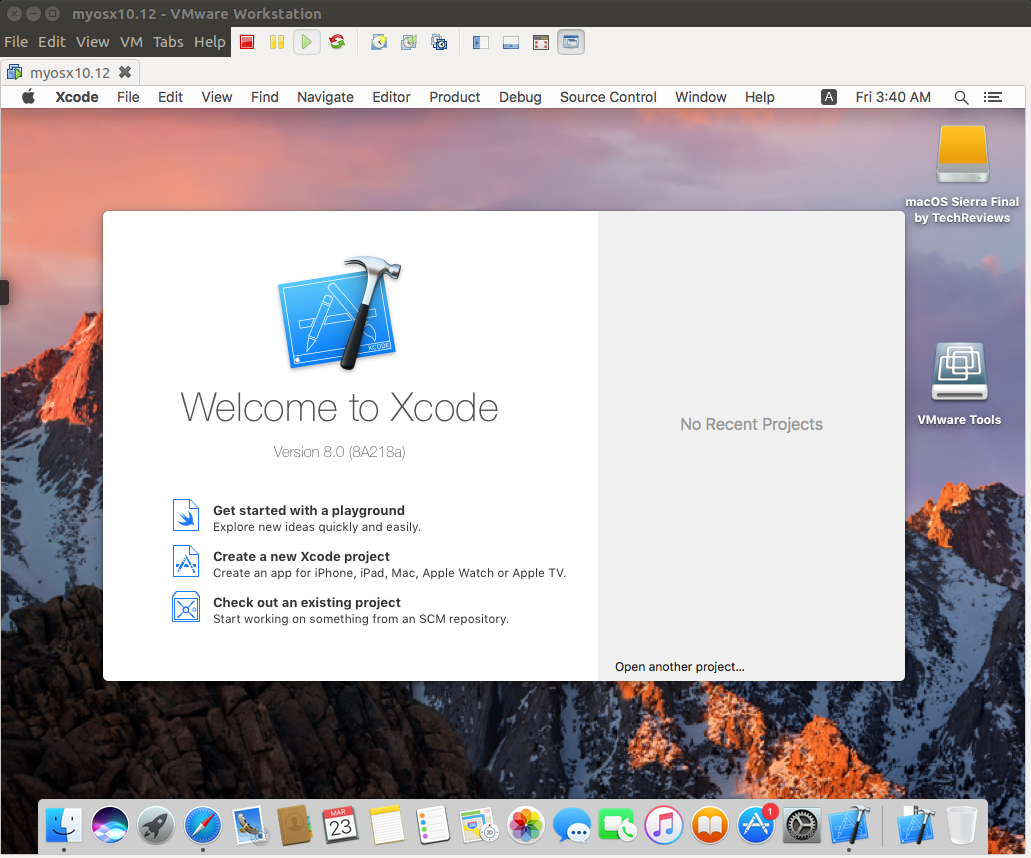 myosx10.12 - VMware Workstation
File Edit View VM Tabs Help
myosx10.12
Xcode File Edit View Find Navigate Editor Product Debug Source Control Window Help A Fri 3:40 AM
macOS Sierra Final
by TechReviews
XCODE
Welcome to Xcode
Version 8.0 (8A218a)
No Recent Projects
VMware Tools
Get started with a playground
Explore new ideas quickly and easily.
Create a new Xcode project
Create an app for iPhone, iPad, Mac, Apple Watch or Apple TV.
Check out an existing project
Start working on something from an SCM repository.
Open another project...
MAR
23
1